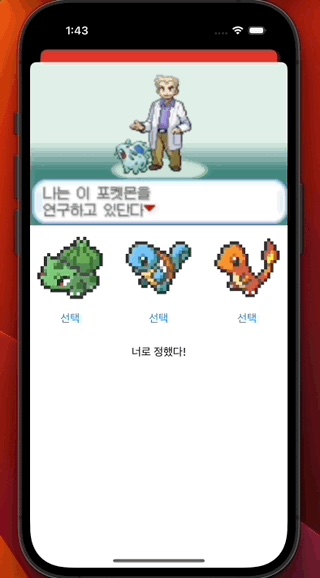 1:43
나는 이 포켓몬을
연구하고 있단다
선택 선택 선택
너로 정했다!